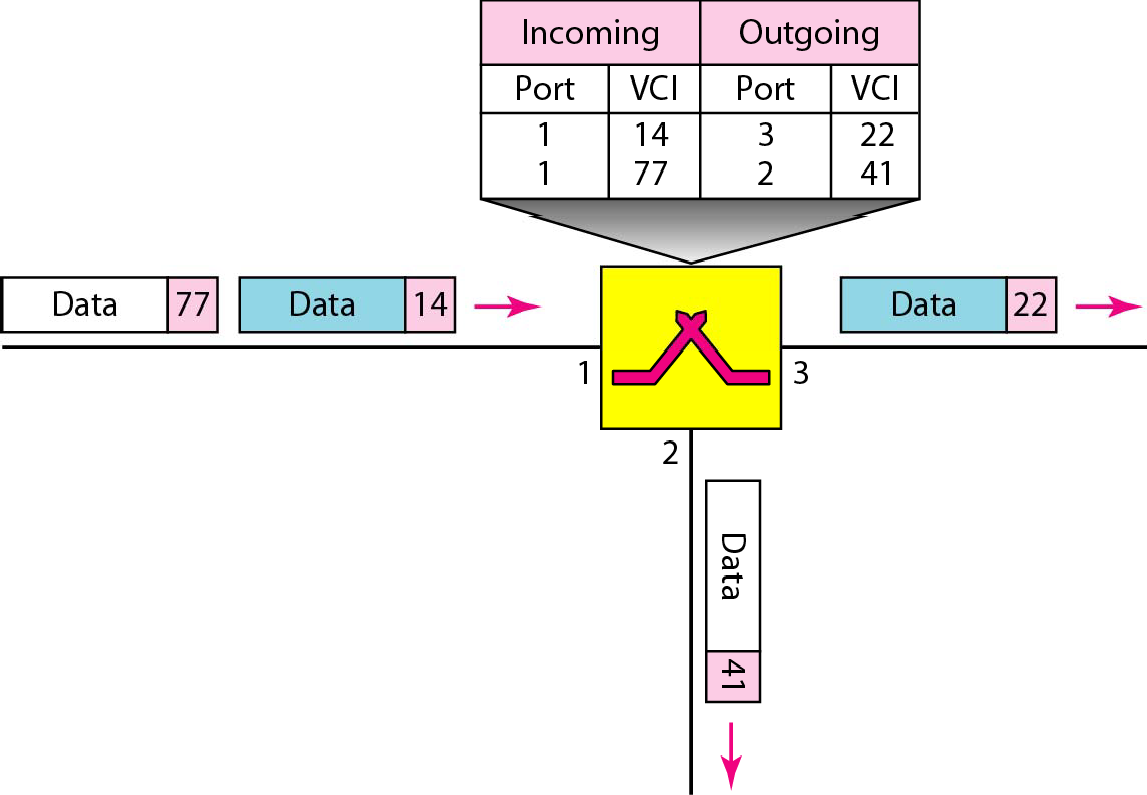 Incoming Outgoing
Port VCI Port VCI
1 14 3 22
1 77 2 41
Data 77 Data 14 Data 22
1 3
2
Data 41